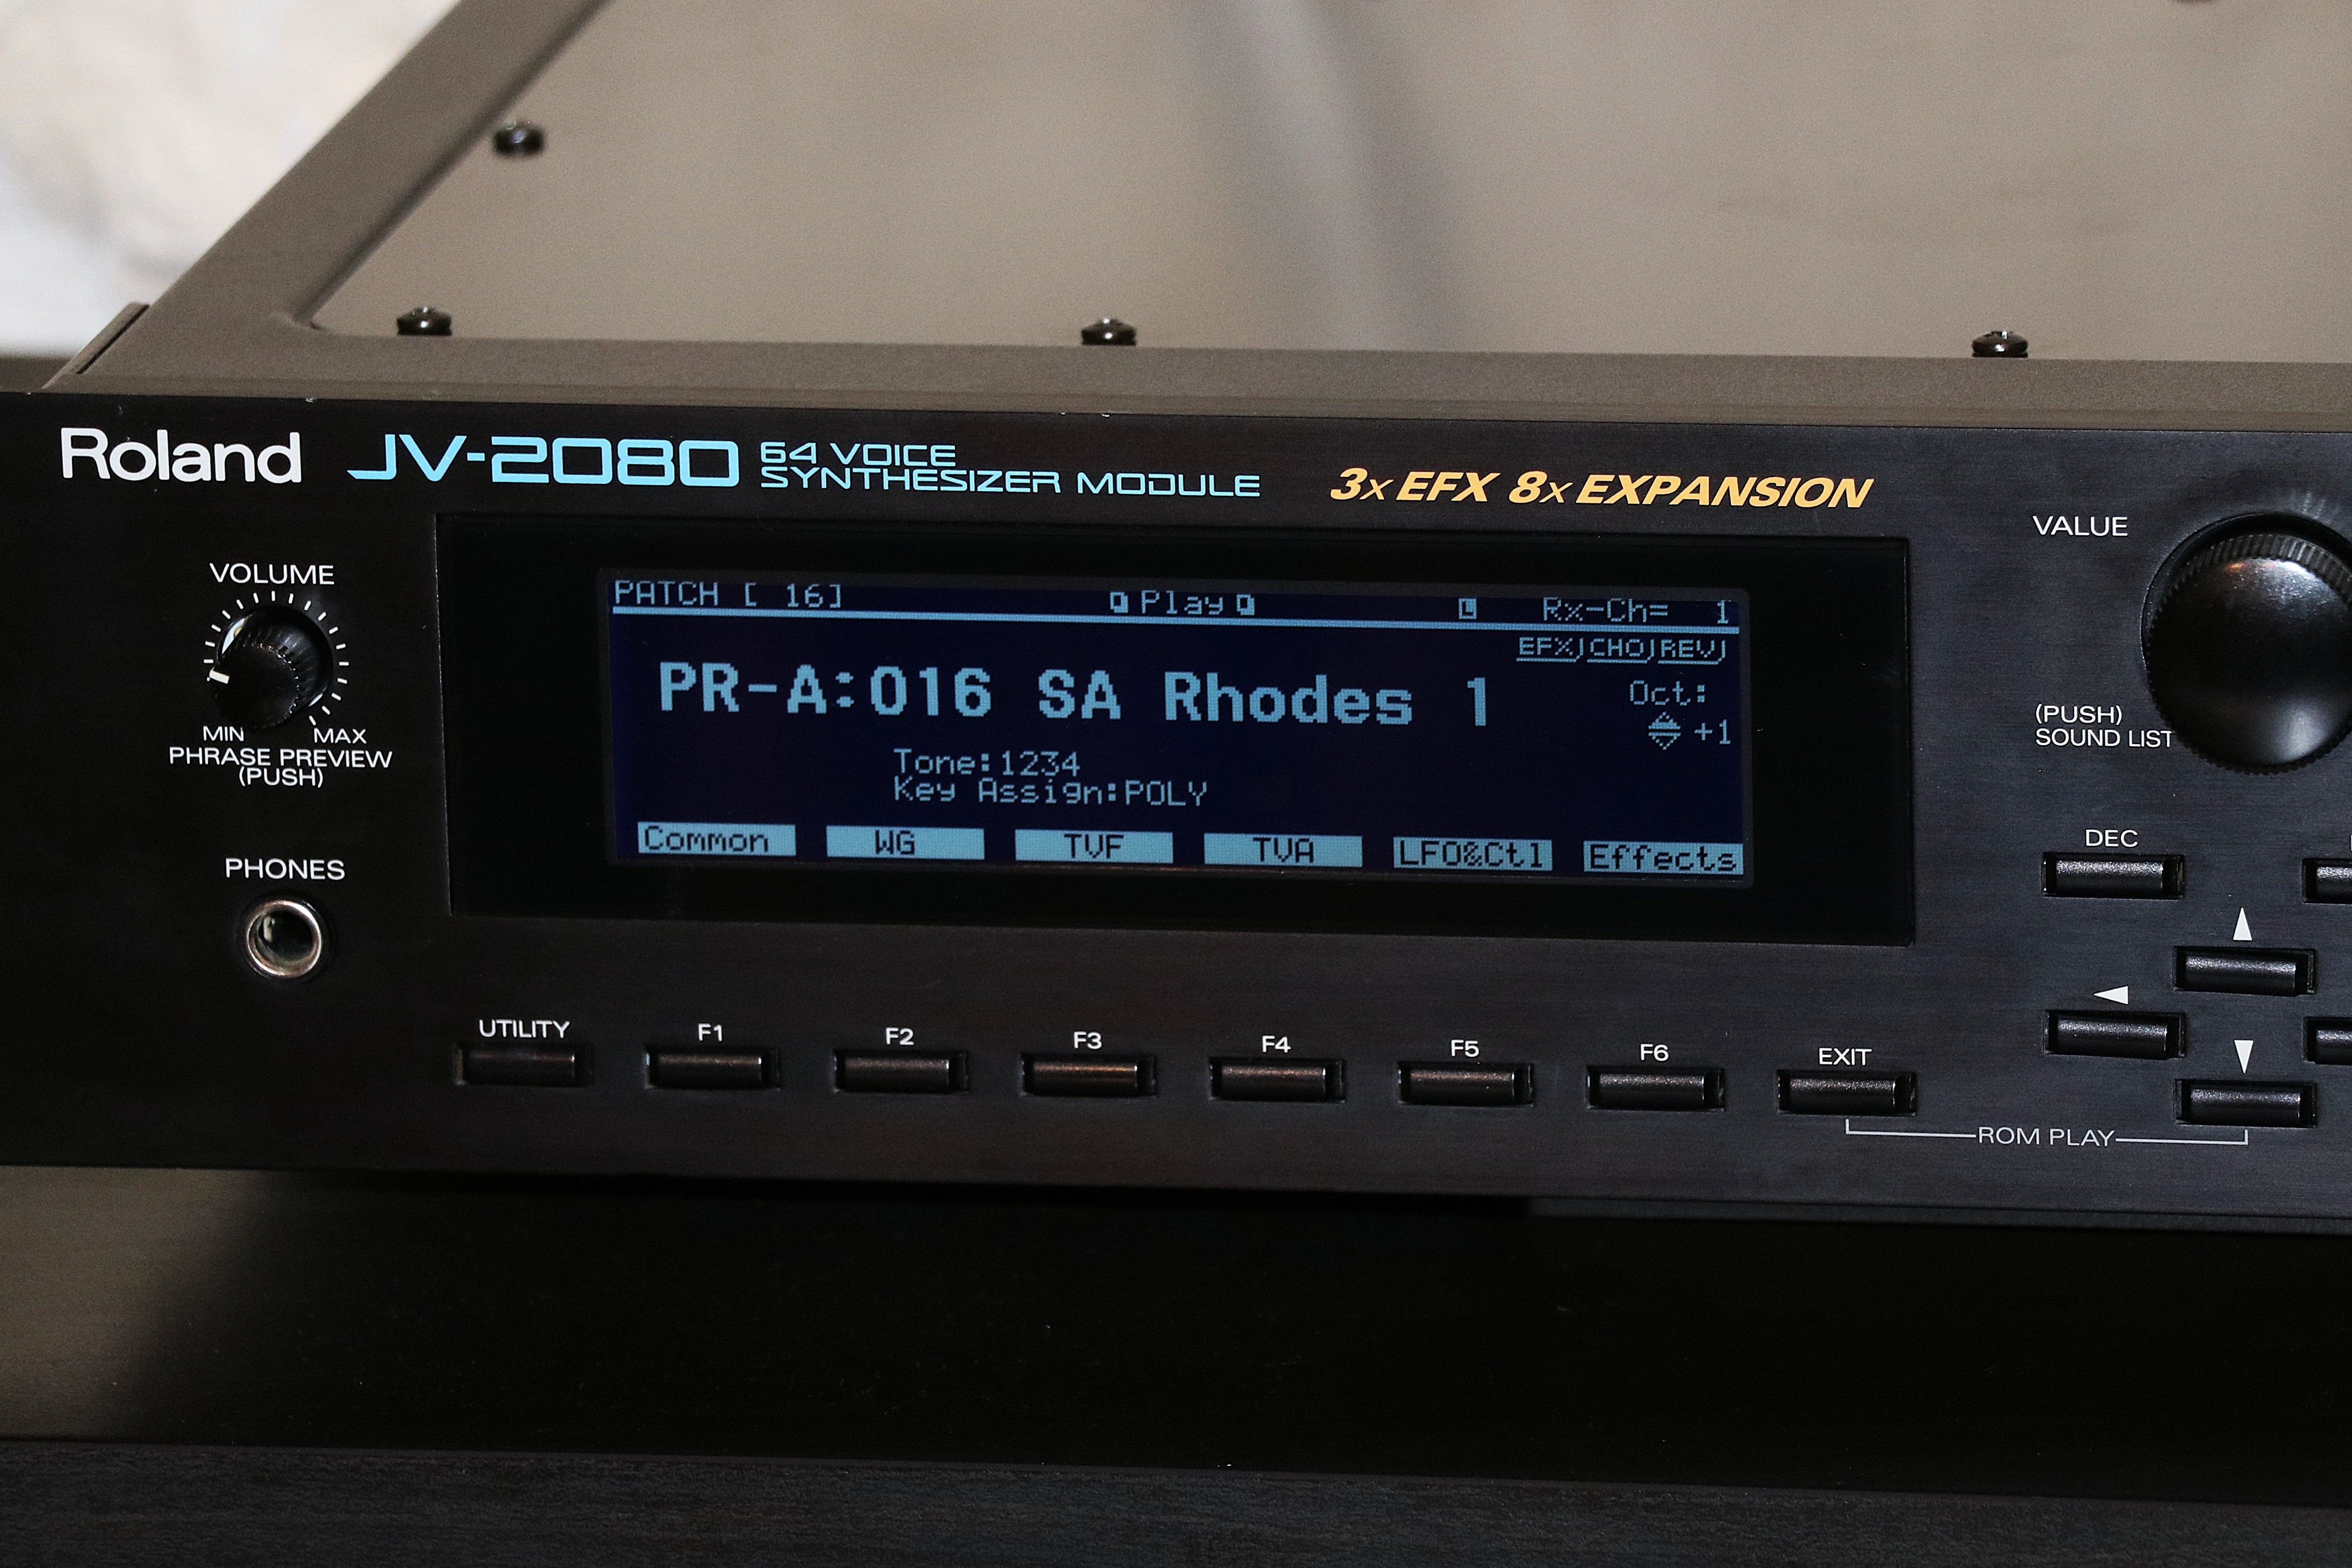 Roland JV-2080 64 VOICE
SYNTHESIZER MODULE
3x EFX 8x EXPANSION
VOLUME
MIN MAX
PHRASE PREVIEW
(PUSH)
PHONES
PATCH [ 16] Play L Rx-Ch= 1
EFX CHO REV
PR-A:016 SA Rhodes 1
Oct:
+1
Tone:1234
Key Assign:POLY
Common WG TVF TVA LFO&Ctl Effects
VALUE
(PUSH)
SOUND LIST
DEC
UTILITY F1 F2 F3 F4 F5 F6 EXIT
ROM PLAY